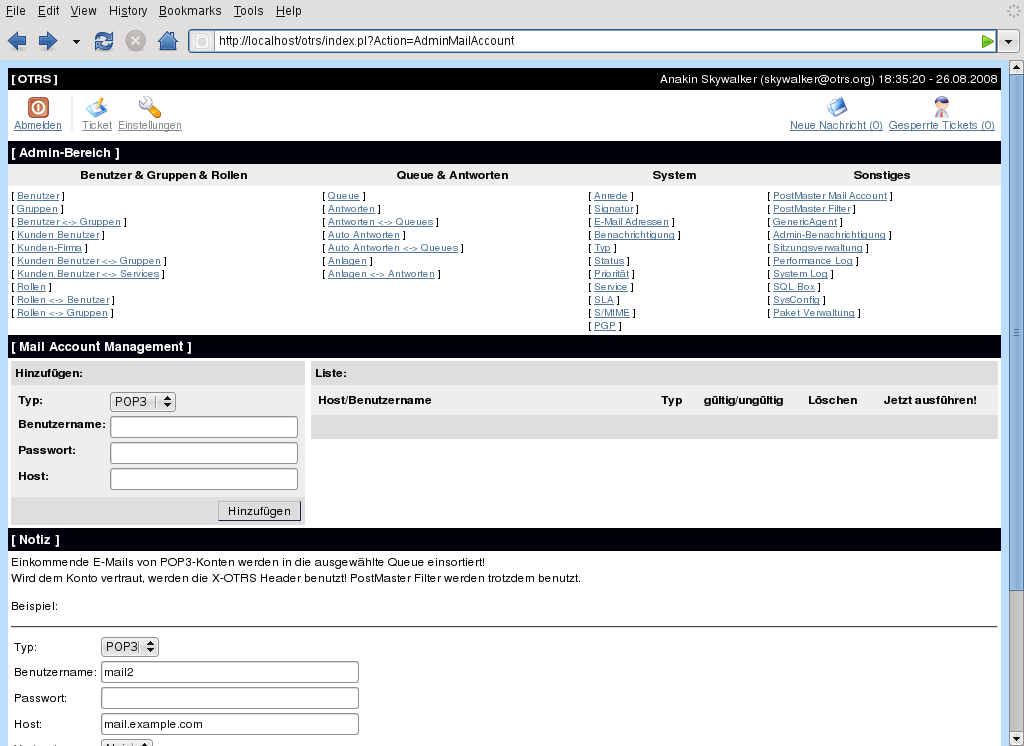 File Edit View History Bookmarks Tools Help
http://localhost/otrs/index.pl?Action=AdminMailAccount
[ OTRS ] Anakin Skywalker (skywalker@otrs.org) 18:35:20 - 26.08.2008
Abmelden Ticket Einstellungen Neue Nachricht (0) Gesperrte Tickets (0)
[ Admin-Bereich ]
Benutzer & Gruppen & Rollen Queue & Antworten System Sonstiges
[ Benutzer ] [ Queue ] [ Anrede ] [ PostMaster Mail Account ]
[ Gruppen ] [ Antworten ] [ Signatur ] [ PostMaster Filter ]
[ Benutzer <-> Gruppen ] [ Antworten <-> Queues ] [ E-Mail Adressen ] [ GenericAgent ]
[ Kunden Benutzer ] [ Auto Antworten ] [ Benachrichtigung ] [ Admin-Benachrichtigung ]
[ Kunden-Firma ] [ Auto Antworten <-> Queues ] [ Typ ] [ Sitzungsverwaltung ]
[ Kunden Benutzer <-> Gruppen ] [ Anlagen ] [ Status ] [ Performance Log ]
[ Kunden Benutzer <-> Services ] [ Anlagen <-> Antworten ] [ Priorität ] [ System Log ]
[ Rollen ] [ Service ] [ SQL Box ]
[ Rollen <-> Benutzer ] [ SLA ] [ SysConfig ]
[ Rollen <-> Gruppen ] [ S/MIME ] [ Paket Verwaltung ]
[ PGP ]
[ Mail Account Management ]
Hinzufügen: Liste:
Typ: POP3 Host/Benutzername Typ gültig/ungültig Löschen Jetzt ausführen!
Benutzername:
Passwort:
Host:
Hinzufügen
[ Notiz ]
Einkommende E-Mails von POP3-Konten werden in die ausgewählte Queue einsortiert!
Wird dem Konto vertraut, werden die X-OTRS Header benutzt! PostMaster Filter werden trotzdem benutzt.
Beispiel:
Typ: POP3
Benutzername: mail2
Passwort:
Host: mail.example.com